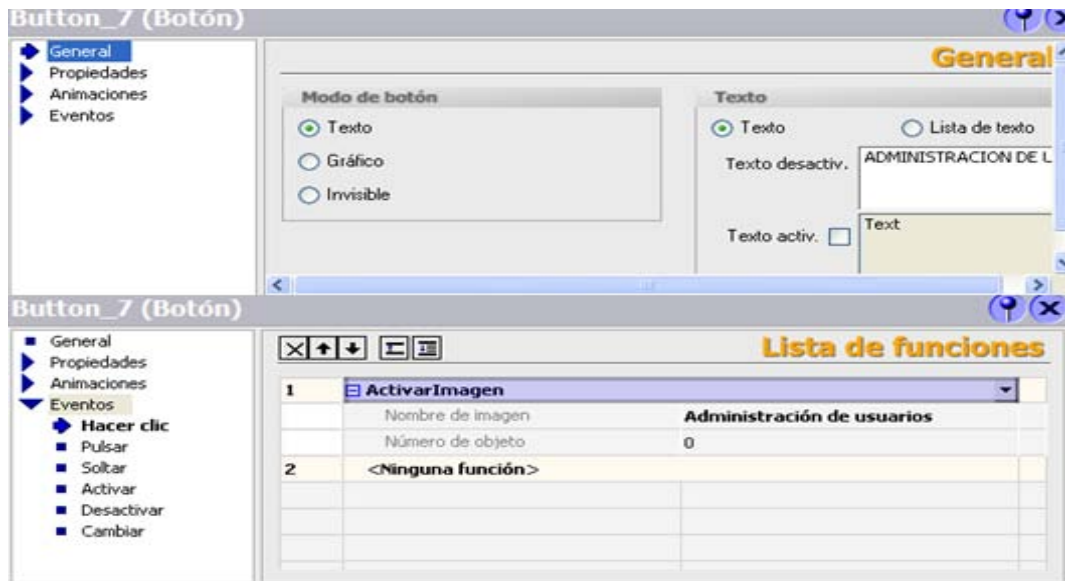 Button_7 (Botón)
General
Propiedades
Animaciones
Eventos
General
Modo de botón
Texto
Gráfico
Invisible
Texto
Texto
Lista de texto
Texto desactiv.
ADMINISTRACION DE L
Texto activ.
Text
Button_7 (Botón)
General
Propiedades
Animaciones
Eventos
Hacer clic
Pulsar
Soltar
Activar
Desactivar
Cambiar
Lista de funciones
1 ActivarImagen
Nombre de imagen Administración de usuarios
Número de objeto 0
2 <Ninguna función>